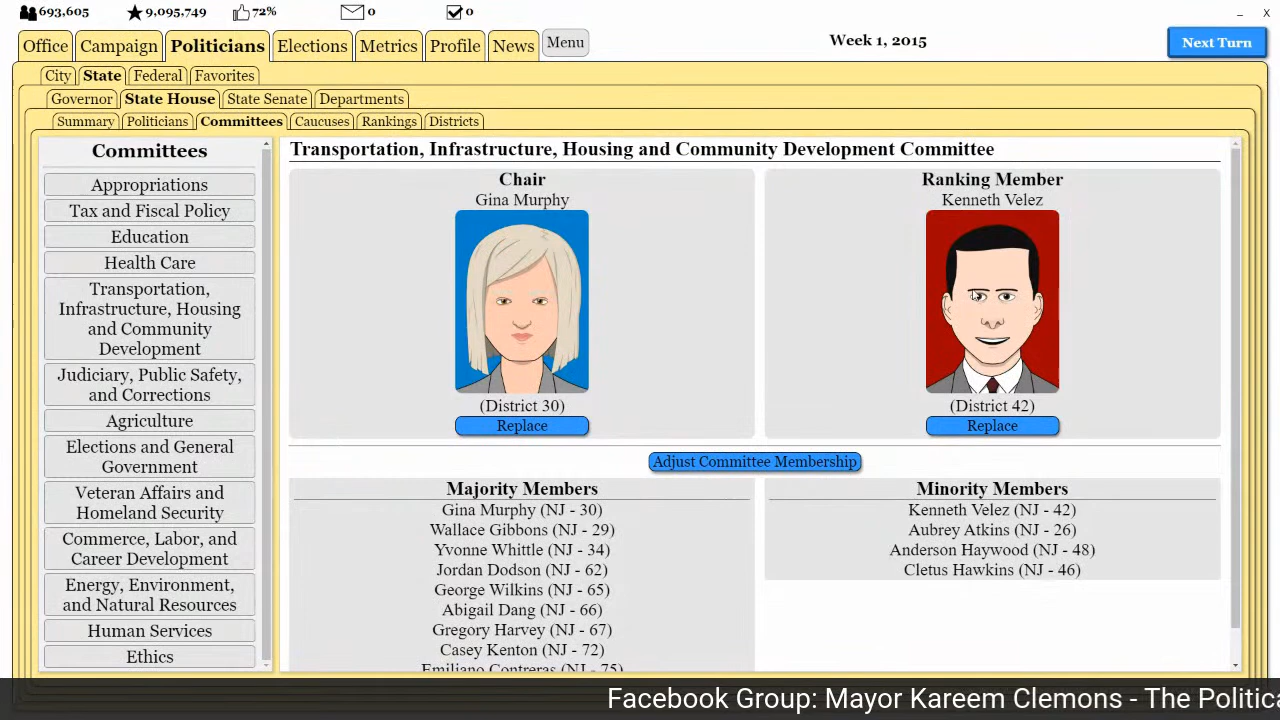 693,605 9,095,749 72% 0 0
Office Campaign Politicians Elections Metrics Profile News Menu Week 1, 2015 Next Turn
City State Federal Favorites
Governor State House State Senate Departments
Summary Politicians Committees Caucuses Rankings Districts
Committees
Appropriations
Tax and Fiscal Policy
Education
Health Care
Transportation,
Infrastructure, Housing
and Community
Development
Judiciary, Public Safety,
and Corrections
Agriculture
Elections and General
Government
Veteran Affairs and
Homeland Security
Commerce, Labor, and
Career Development
Energy, Environment,
and Natural Resources
Human Services
Ethics
Transportation, Infrastructure, Housing and Community Development Committee
Chair
Gina Murphy
(District 30)
Replace
Ranking Member
Kenneth Velez
(District 42)
Replace
Adjust Committee Membership
Majority Members
Gina Murphy (NJ - 30)
Wallace Gibbons (NJ - 29)
Yvonne Whittle (NJ - 34)
Jordan Dodson (NJ - 62)
George Wilkins (NJ - 65)
Abigail Dang (NJ - 66)
Gregory Harvey (NJ - 67)
Casey Kenton (NJ - 72)
Emiliano Contreras (NJ - 75)
Minority Members
Kenneth Velez (NJ - 42)
Aubrey Atkins (NJ - 26)
Anderson Haywood (NJ - 48)
Cletus Hawkins (NJ - 46)
Facebook Group: Mayor Kareem Clemons - The Politica